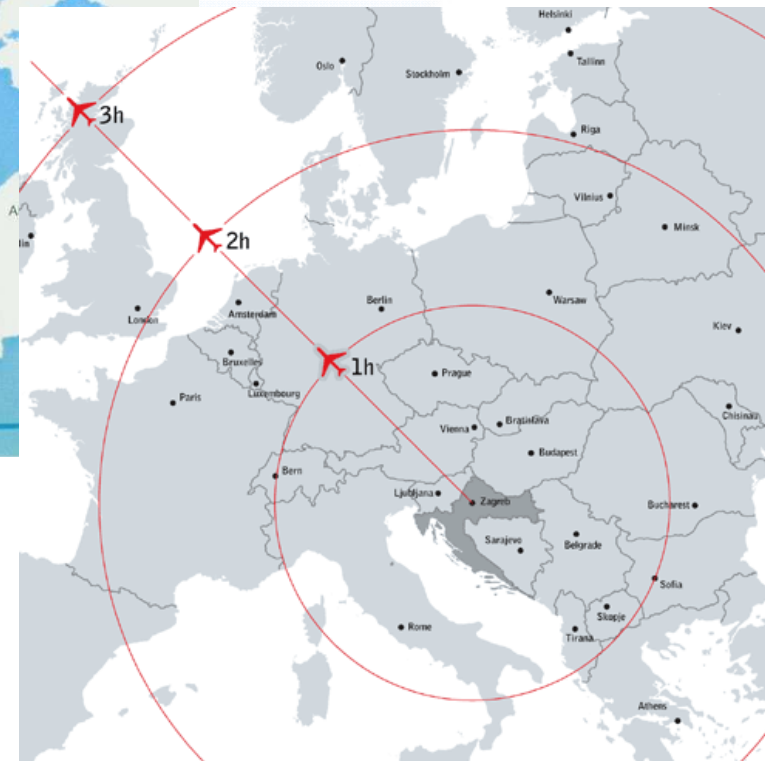 Helsinki
Oslo
Tallinn
Stockholm
3h
Riga
Vilnius
Minsk
2h
Warsaw
Berlin
Amsterdam
London
Kiev
Bruxelles
1h
Prague
Luxembourg
Paris
Chisinau
Bratislava
Vienna
Budapest
Bern
Ljubljana
Zagreb
Bucharest
Sarajevo
Belgrade
Sofia
Skopje
Rome
Tirana
Athens